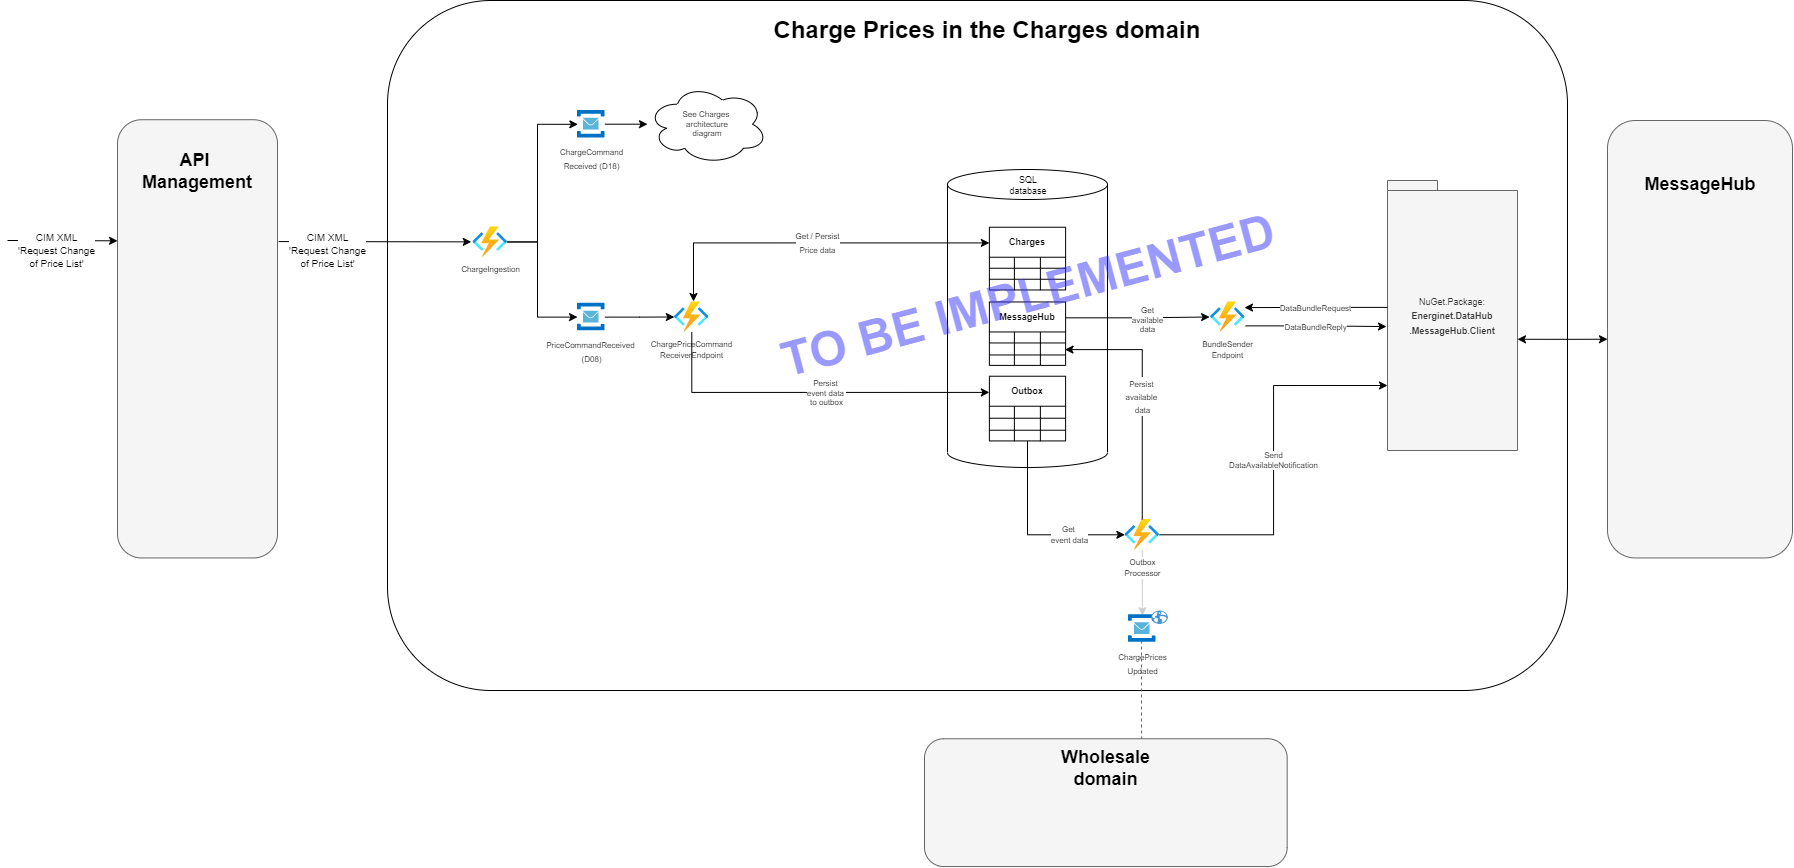 Charge Prices in the Charges domain
API
Management
CIM XML
'Request Change
of Price List'
CIM XML
'Request Change
of Price List'
ChargeIngestion
ChargeCommand
Received (D18)
See Charges
architecture
diagram
PriceCommandReceived
(D08)
ChargePriceCommand
ReceiverEndpoint
Get / Persist
Price data
Persist
event data
to outbox
SQL
database
Charges
MessageHub
Outbox
TO BE IMPLEMENTED
Get
available
data
BundleSender
Endpoint
DataBundleRequest
DataBundleReply
NuGet.Package:
Energinet.DataHub
.MessageHub.Client
MessageHub
Persist
available
data
Send
DataAvailableNotification
Get
event data
Outbox
Processor
ChargePrices
Updated
Wholesale
domain